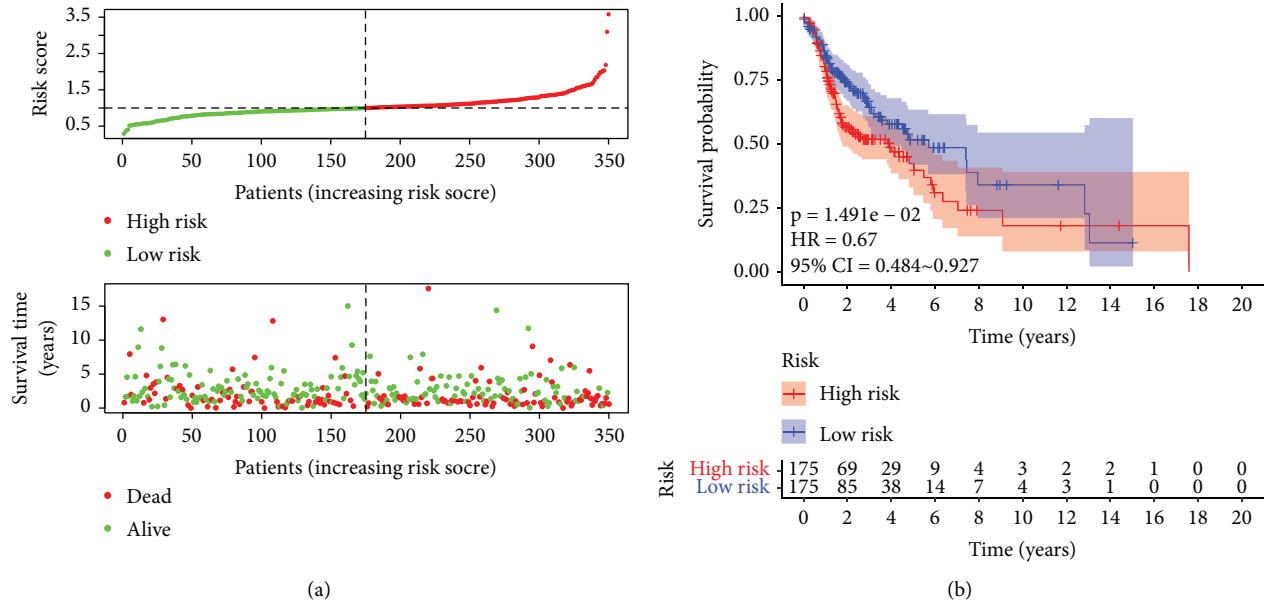 3.5
2.5
1.5
0.5
Risk score
0 50 100 150 200 250 300 350
Patients (increasing risk socre)
High risk
Low risk
15
10
5
0
Survival time
(years)
0 50 100 150 200 250 300 350
Patients (increasing risk socre)
Dead
Alive
(a)
1.00
0.75
0.50
0.25
0.00
Survival probability
p = 1.491e − 02
HR = 0.67
95% CI = 0.484~0.927
0 2 4 6 8 10 12 14 16 18 20
Time (years)
Risk
High risk
Low risk
Risk
High risk 175 69 29 9 4 3 2 2 1 0 0
Low risk 175 85 38 14 7 4 3 1 0 0 0
0 2 4 6 8 10 12 14 16 18 20
Time (years)
(b)